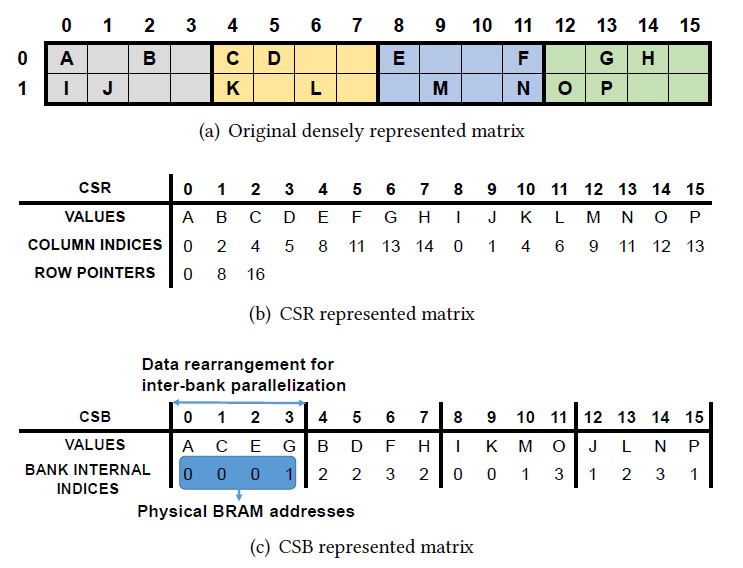 0 1 2 3 4 5 6 7 8 9 10 11 12 13 14 15
0 A B C D E F G H
1 I J K L M N O P
(a) Original densely represented matrix
CSR 0 1 2 3 4 5 6 7 8 9 10 11 12 13 14 15
VALUES A B C D E F G H I J K L M N O P
COLUMN INDICES 0 2 4 5 8 11 13 14 0 1 4 6 9 11 12 13
ROW POINTERS 0 8 16
(b) CSR represented matrix
Data rearrangement for
inter-bank parallelization
CSB 0 1 2 3 4 5 6 7 8 9 10 11 12 13 14 15
VALUES A C E G B D F H I K M O J L N P
BANK INTERNAL
INDICES 0 0 0 1 2 2 3 2 0 0 1 3 1 2 3 1
Physical BRAM addresses
(c) CSB represented matrix